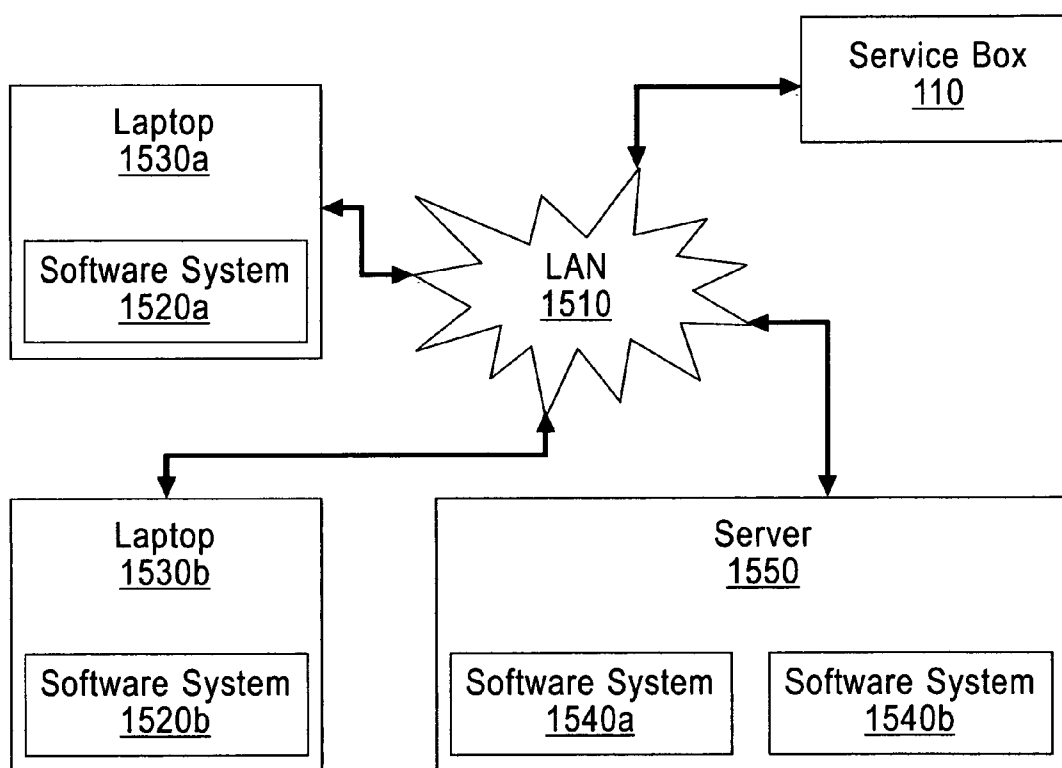 Service Box
110
Laptop
1530a
Software System
1520a
LAN
1510
Laptop
1530b
Software System
1520b
Server
1550
Software System
1540a
Software System
1540b